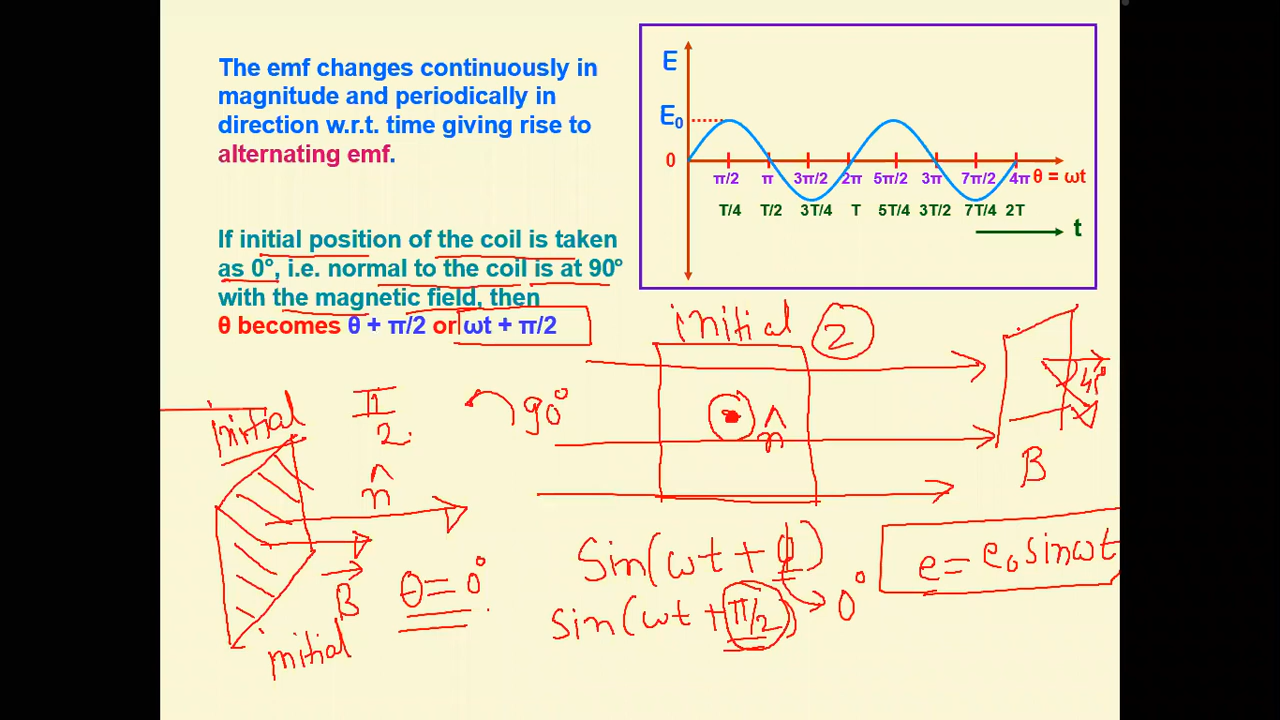 The emf changes continuously in
magnitude and periodically in
direction w.r.t. time giving rise to
alternating emf.
If initial position of the coil is taken
as 0°, i.e. normal to the coil is at 90°
with the magnetic field, then
θ becomes θ + π/2 or ωt + π/2
E
E₀
0
π/2 π 3π/2 2π 5π/2 3π 7π/2 4π θ = ωt
T/4 T/2 3T/4 T 5T/4 3T/2 7T/4 2T
t
initial 2
initial
π/2
90°
n̂
B
n̂
B
θ = 0°
initial
Sin(ωt + ϕ)
0°
sin(ωt + π/2)
e = e₀ sinωt